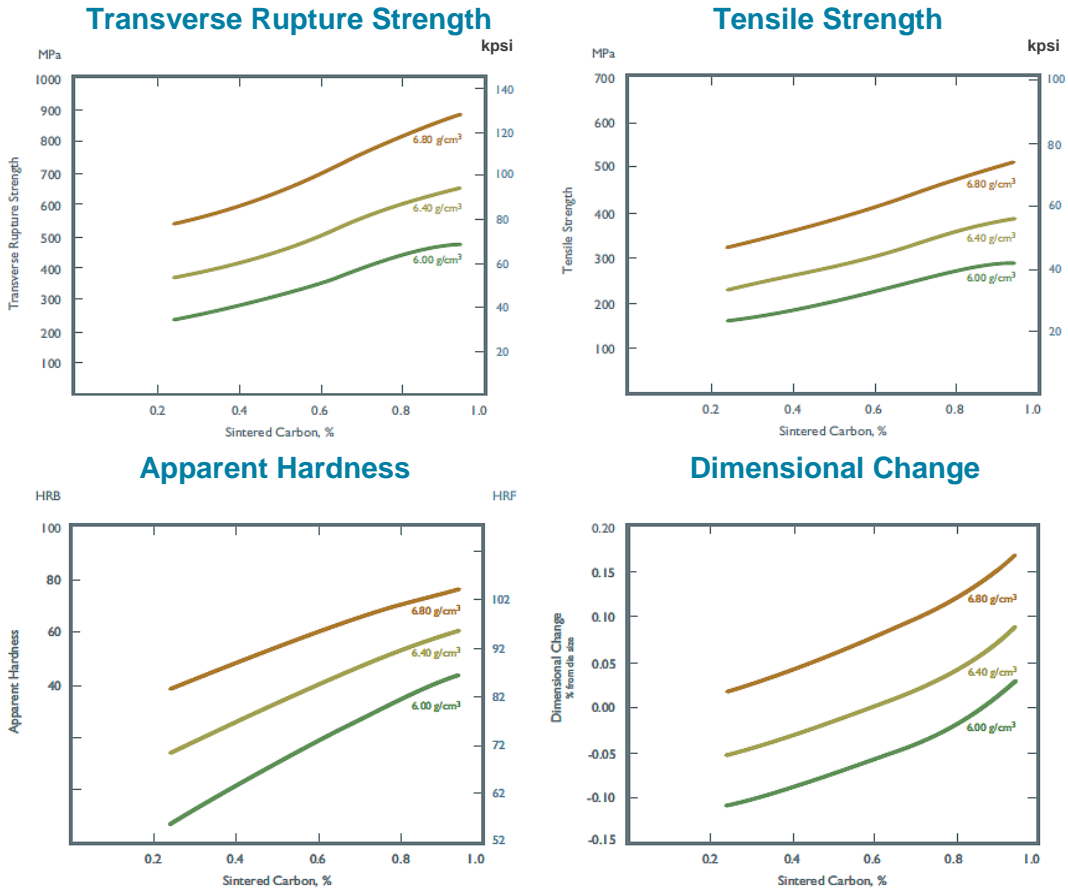 Transverse Rupture Strength
MPa
kpsi
1000
900
800
700
600
500
400
300
200
100
140
120
100
80
60
40
20
Transverse Rupture Strength
6.80 g/cm³
6.40 g/cm³
6.00 g/cm³
0.2 0.4 0.6 0.8 1.0
Sintered Carbon, %
Tensile Strength
MPa
kpsi
700
600
500
400
300
200
100
100
80
60
40
20
Tensile Strength
6.80 g/cm³
6.40 g/cm³
6.00 g/cm³
0.2 0.4 0.6 0.8 1.0
Sintered Carbon, %
Apparent Hardness
HRB
HRF
100
80
60
40
102
92
82
72
62
52
Apparent Hardness
6.80 g/cm³
6.40 g/cm³
6.00 g/cm³
0.2 0.4 0.6 0.8 1.0
Sintered Carbon, %
Dimensional Change
0.20
0.15
0.10
0.05
0.00
-0.05
-0.10
-0.15
Dimensional Change
% from die size
6.80 g/cm³
6.40 g/cm³
6.00 g/cm³
0.2 0.4 0.6 0.8 1.0
Sintered Carbon, %